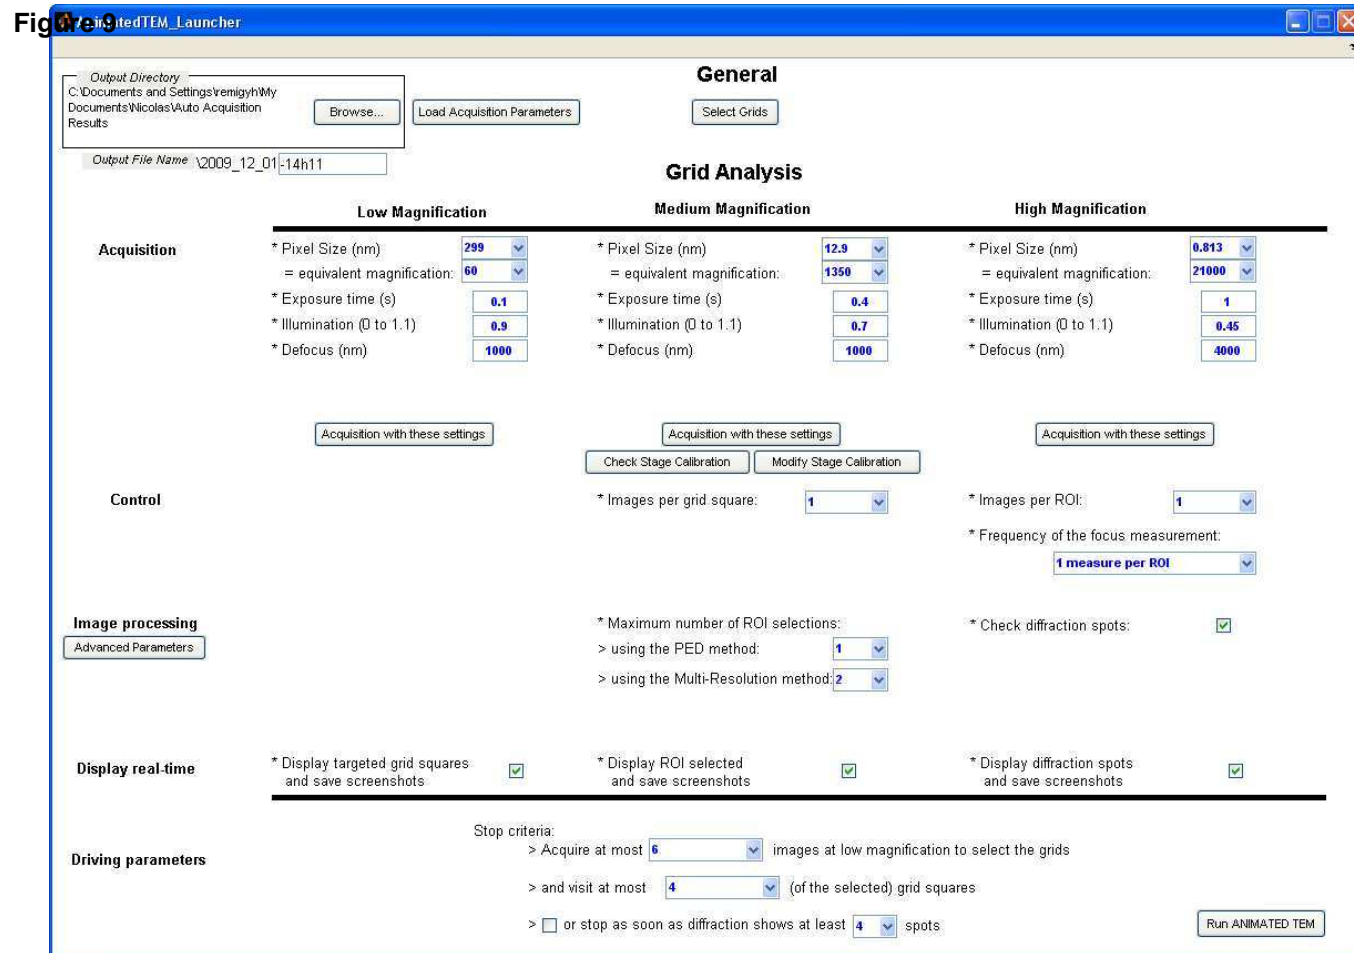 Figure 9
AnimatedTEM_Launcher
General
Output Directory
C:\Documents and Settings\remigyh\My
Documents\Nicolas\Auto Acquisition
Results
Browse...
Load Acquisition Parameters
Select Grids
Output File Name \2009_12_01 -14h11
Grid Analysis
Low Magnification Medium Magnification High Magnification
Acquisition
* Pixel Size (nm) 299 * Pixel Size (nm) 12.9 * Pixel Size (nm) 0.813
= equivalent magnification: 60 = equivalent magnification: 1350 = equivalent magnification: 21000
* Exposure time (s) 0.1 * Exposure time (s) 0.4 * Exposure time (s) 1
* Illumination (0 to 1.1) 0.9 * Illumination (0 to 1.1) 0.7 * Illumination (0 to 1.1) 0.45
* Defocus (nm) 1000 * Defocus (nm) 1000 * Defocus (nm) 4000
Acquisition with these settings Acquisition with these settings Acquisition with these settings
Check Stage Calibration Modify Stage Calibration
Control * Images per grid square: 1 * Images per ROI: 1
* Frequency of the focus measurement:
1 measure per ROI
Image processing * Maximum number of ROI selections: * Check diffraction spots:
Advanced Parameters > using the PED method: 1
> using the Multi-Resolution method: 2
Display real-time
* Display targeted grid squares
and save screenshots
* Display ROI selected
and save screenshots
* Display diffraction spots
and save screenshots
Driving parameters
Stop criteria:
> Acquire at most 6 images at low magnification to select the grids
> and visit at most 4 (of the selected) grid squares
> or stop as soon as diffraction shows at least 4 spots
Run ANIMATED TEM